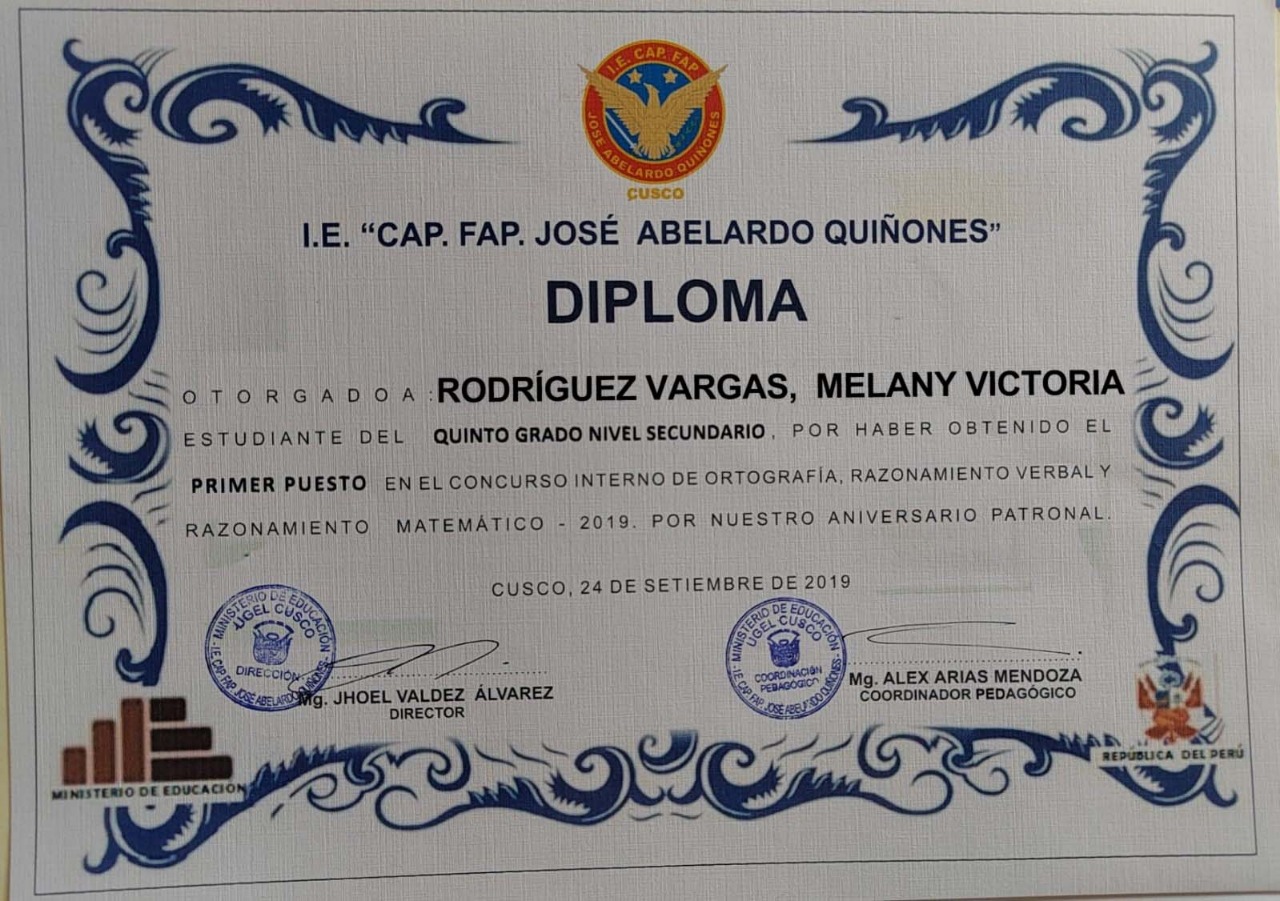 I.E. CAP. FAP
JOSE ABELARDO QUIÑONES
CUSCO
I.E. “CAP. FAP. JOSÉ ABELARDO QUIÑONES”
DIPLOMA
OTORGADO A: RODRÍGUEZ VARGAS, MELANY VICTORIA
ESTUDIANTE DEL QUINTO GRADO NIVEL SECUNDARIO, POR HABER OBTENIDO EL
PRIMER PUESTO EN EL CONCURSO INTERNO DE ORTOGRAFÍA, RAZONAMIENTO VERBAL Y
RAZONAMIENTO MATEMÁTICO - 2019. POR NUESTRO ANIVERSARIO PATRONAL.
CUSCO, 24 DE SETIEMBRE DE 2019
MINISTERIO DE EDUCACIÓN
UGEL CUSCO
DIRECCIÓN
I.E. CAP. FAP. JOSE ABELARDO QUIÑONES
Mg. JHOEL VALDEZ ÁLVAREZ
DIRECTOR
MINISTERIO DE EDUCACIÓN
UGEL CUSCO
COORDINACIÓN
PEDAGÓGICO
I.E. CAP. FAP. JOSE ABELARDO QUIÑONES
Mg. ALEX ARIAS MENDOZA
COORDINADOR PEDAGÓGICO
MINISTERIO DE EDUCACIÓN
REPÚBLICA DEL PERÚ